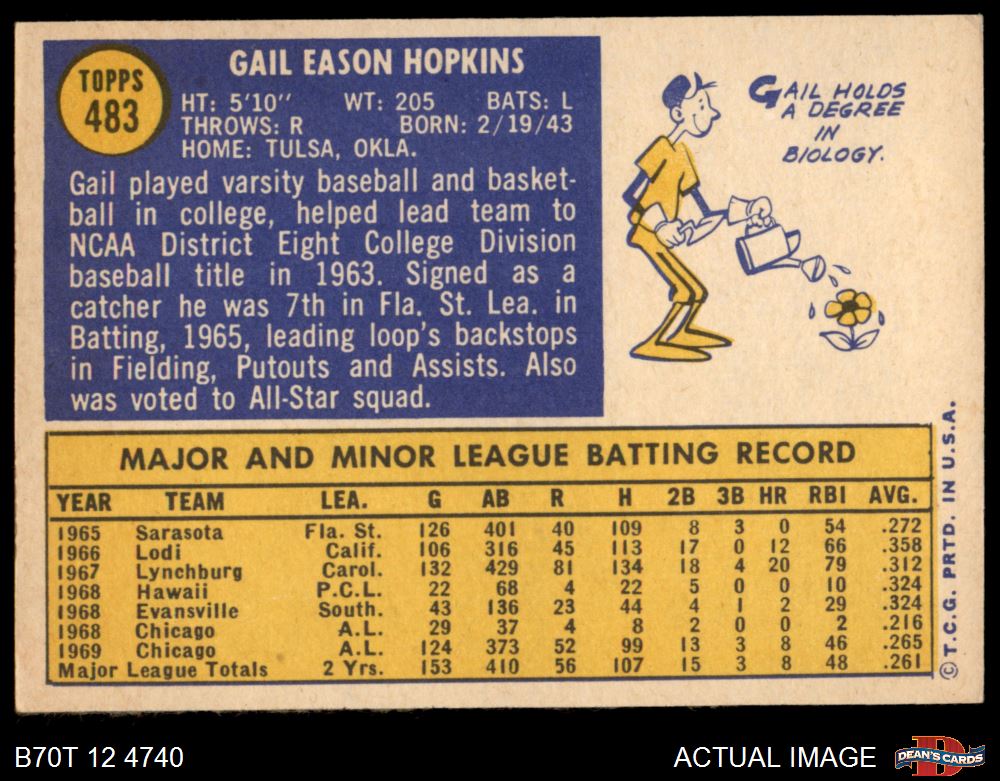 TOPPS
483
GAIL EASON HOPKINS
HT: 5'10" WT: 205 BATS: L
THROWS: R BORN: 2/19/43
HOME: TULSA, OKLA.
Gail played varsity baseball and basket-
ball in college, helped lead team to
NCAA District Eight College Division
baseball title in 1963. Signed as a
catcher he was 7th in Fla. St. Lea. in
Batting, 1965, leading loop's backstops
in Fielding, Putouts and Assists. Also
was voted to All-Star squad.
GAIL HOLDS
A DEGREE
IN
BIOLOGY.
MAJOR AND MINOR LEAGUE BATTING RECORD
YEAR TEAM LEA. G AB R H 2B 3B HR RBI AVG.
1965 Sarasota Fla. St. 126 401 40 109 8 3 0 54 .272
1966 Lodi Calif. 106 316 45 113 17 0 12 66 .358
1967 Lynchburg Carol. 132 429 81 134 18 4 20 79 .312
1968 Hawaii P.C.L. 22 68 4 22 5 0 0 10 .324
1968 Evansville South. 43 136 23 44 4 1 2 29 .324
1968 Chicago A.L. 29 37 4 8 2 0 0 2 .216
1969 Chicago A.L. 124 373 52 99 13 3 8 46 .265
Major League Totals 2 Yrs. 153 410 56 107 15 3 8 48 .261
©T.C.G. PRTD. IN U.S.A.
B70T 12 4740
ACTUAL IMAGE
D
DEAN'S CARDS